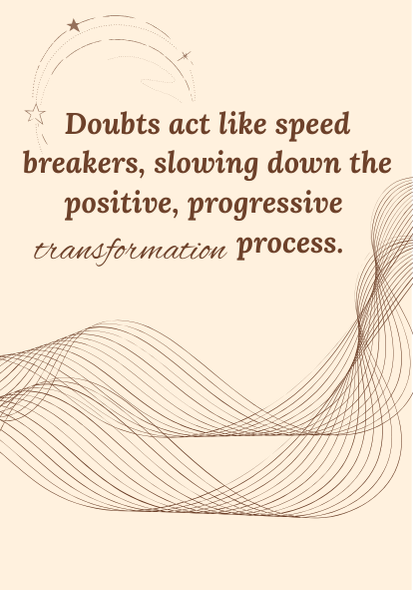 Doubts act like speed
breakers, slowing down the
positive, progressive
transformation process.